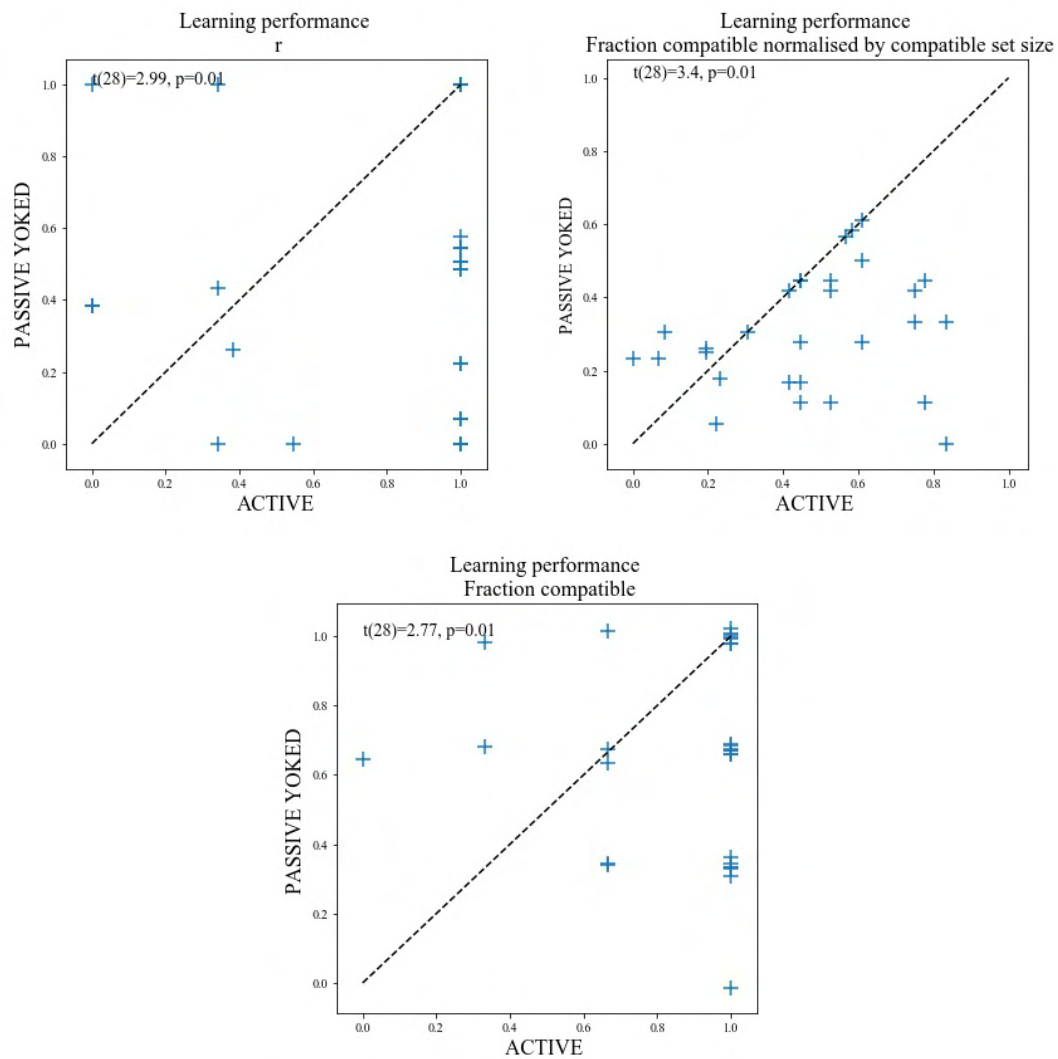 Learning performance
r
t(28)=2.99, p=0.01
1.0
0.8
0.6
0.4
0.2
0.0
PASSIVE YOKED
0.0 0.2 0.4 0.6 0.8 1.0
ACTIVE
Learning performance
Fraction compatible normalised by compatible set size
t(28)=3.4, p=0.01
1.0
0.8
0.6
0.4
0.2
0.0
PASSIVE YOKED
0.0 0.2 0.4 0.6 0.8 1.0
ACTIVE
Learning performance
Fraction compatible
t(28)=2.77, p=0.01
1.0
0.8
0.6
0.4
0.2
0.0
PASSIVE YOKED
0.0 0.2 0.4 0.6 0.8 1.0
ACTIVE